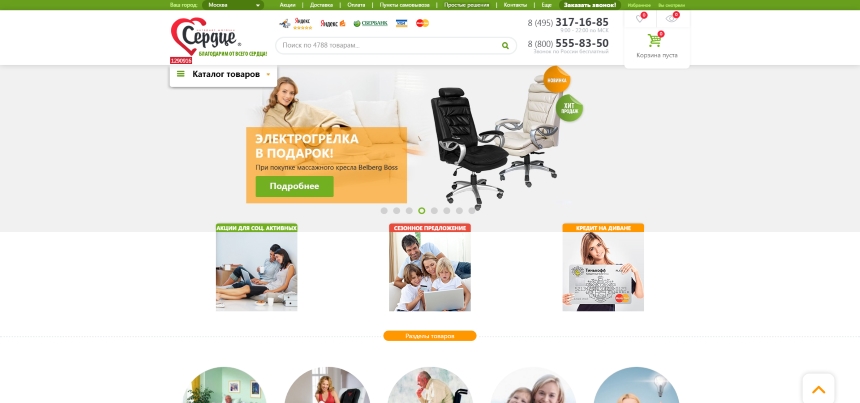 Ваш город: Москва
Акции | Доставка | Оплата | Пункты самовывоза | Простые решения | Контакты | Еще
Заказать звонок!
Избранное
Вы смотрели
Сердце
БЛАГОДАРИМ ОТ ВСЕГО СЕРДЦА!
1290916
Яндекс
Яндекс
СБЕРБАНК
VISA
MasterCard
Поиск по 4788 товарам...
8 (495) 317-16-85
9:00 - 22:00 по МСК
8 (800) 555-83-50
Звонок по России бесплатный
0
0
0
Корзина пуста
Каталог товаров
НОВИНКА
ХИТ
ПРОДАЖ
ЭЛЕКТРОГРЕЛКА
В ПОДАРОК!
При покупке массажного кресла Belberg Boss
Подробнее
АКЦИИ ДЛЯ СОЦ. АКТИВНЫХ
СЕЗОННОЕ ПРЕДЛОЖЕНИЕ
КРЕДИТ НА ДИВАНЕ
Тинькофф
Разделы товаров